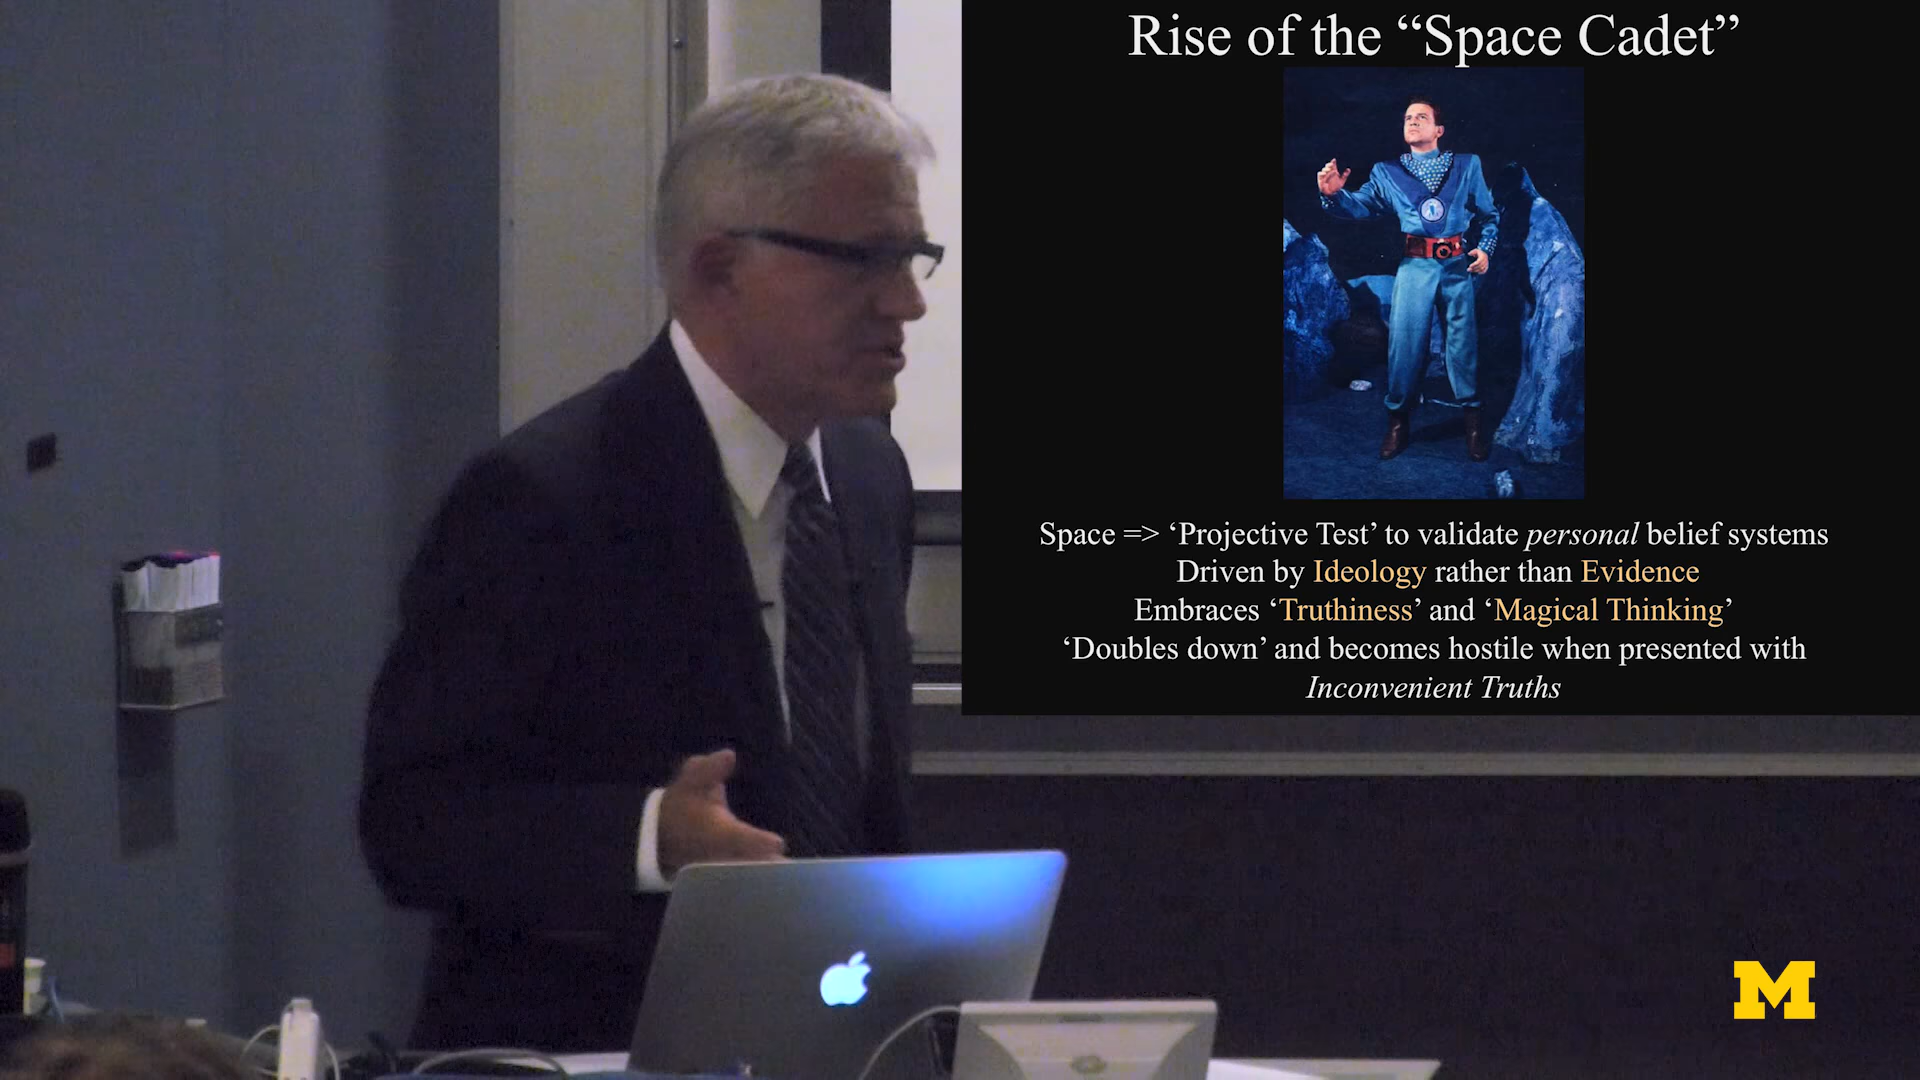 Rise of the “Space Cadet”
Space => ‘Projective Test’ to validate personal belief systems
Driven by Ideology rather than Evidence
Embraces ‘Truthiness’ and ‘Magical Thinking’
‘Doubles down’ and becomes hostile when presented with
Inconvenient Truths
M